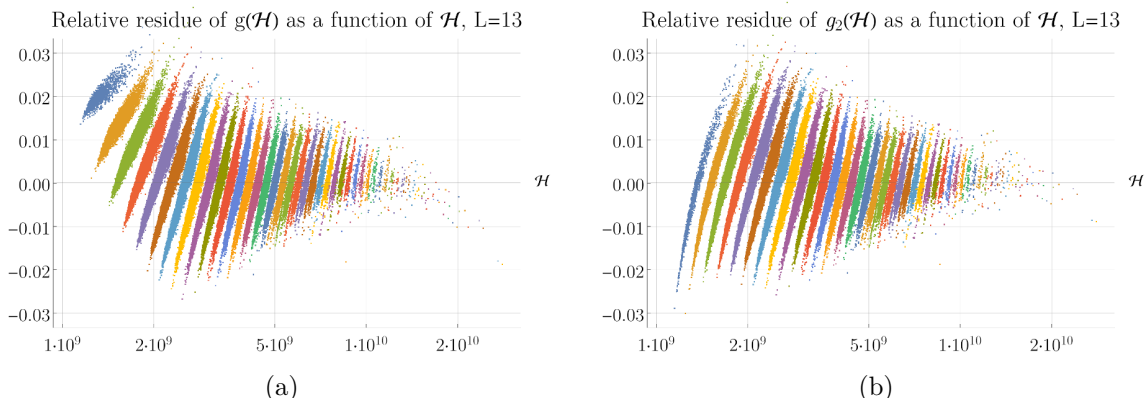 Relative residue of g(ℋ) as a function of ℋ, L=13
0.03
0.02
0.01
0.00
−0.01
−0.02
−0.03
ℋ
1·10⁹ 2·10⁹ 5·10⁹ 1·10¹⁰ 2·10¹⁰
(a)
Relative residue of g₂(ℋ) as a function of ℋ, L=13
0.03
0.02
0.01
0.00
−0.01
−0.02
−0.03
ℋ
1·10⁹ 2·10⁹ 5·10⁹ 1·10¹⁰ 2·10¹⁰
(b)